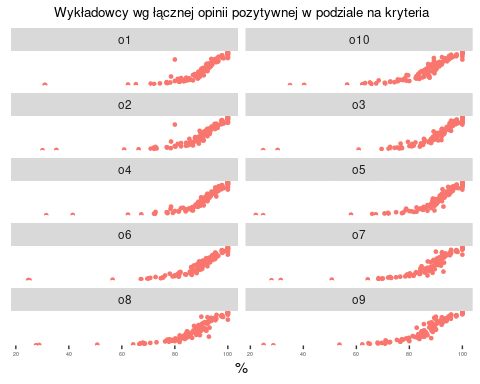 Wykładowcy wg łącznej opinii pozytywnej w podziale na kryteria
o1 o10
o2 o3
o4 o5
o6 o7
o8 o9
20 40 60 80 100 20 40 60 80 100
%